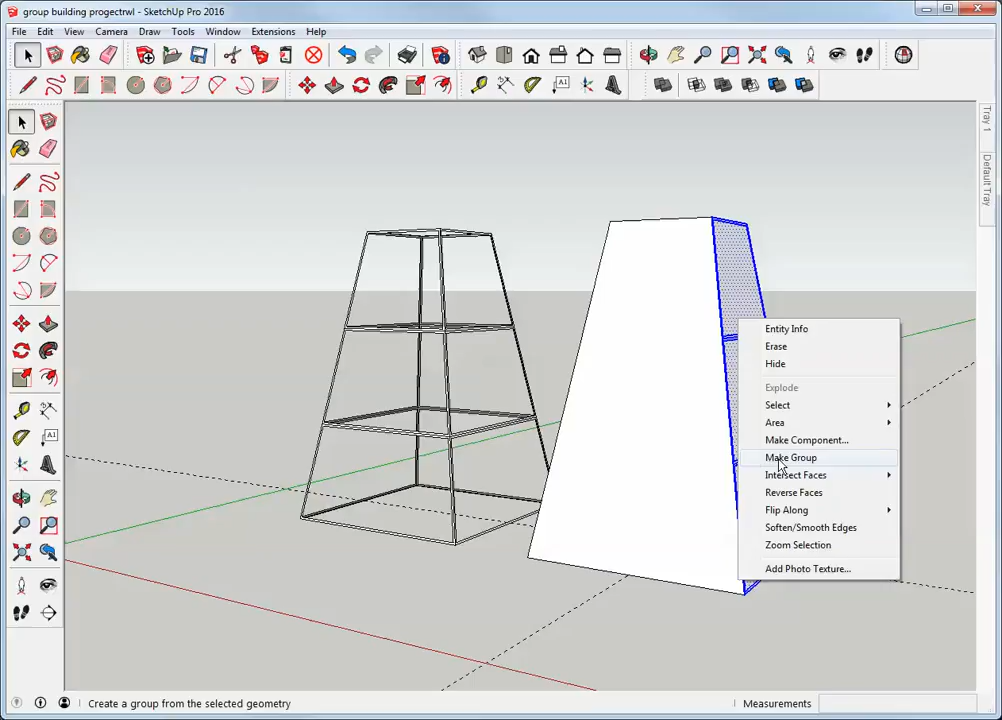 group building progectrwl - SketchUp Pro 2016
File Edit View Camera Draw Tools Window Extensions Help
A1
Tray 1
Default Tray
A1
Entity Info
Erase
Hide
Explode
Select
Area
Make Component...
Make Group
Intersect Faces
Reverse Faces
Flip Along
Soften/Smooth Edges
Zoom Selection
Add Photo Texture...
Create a group from the selected geometry
Measurements